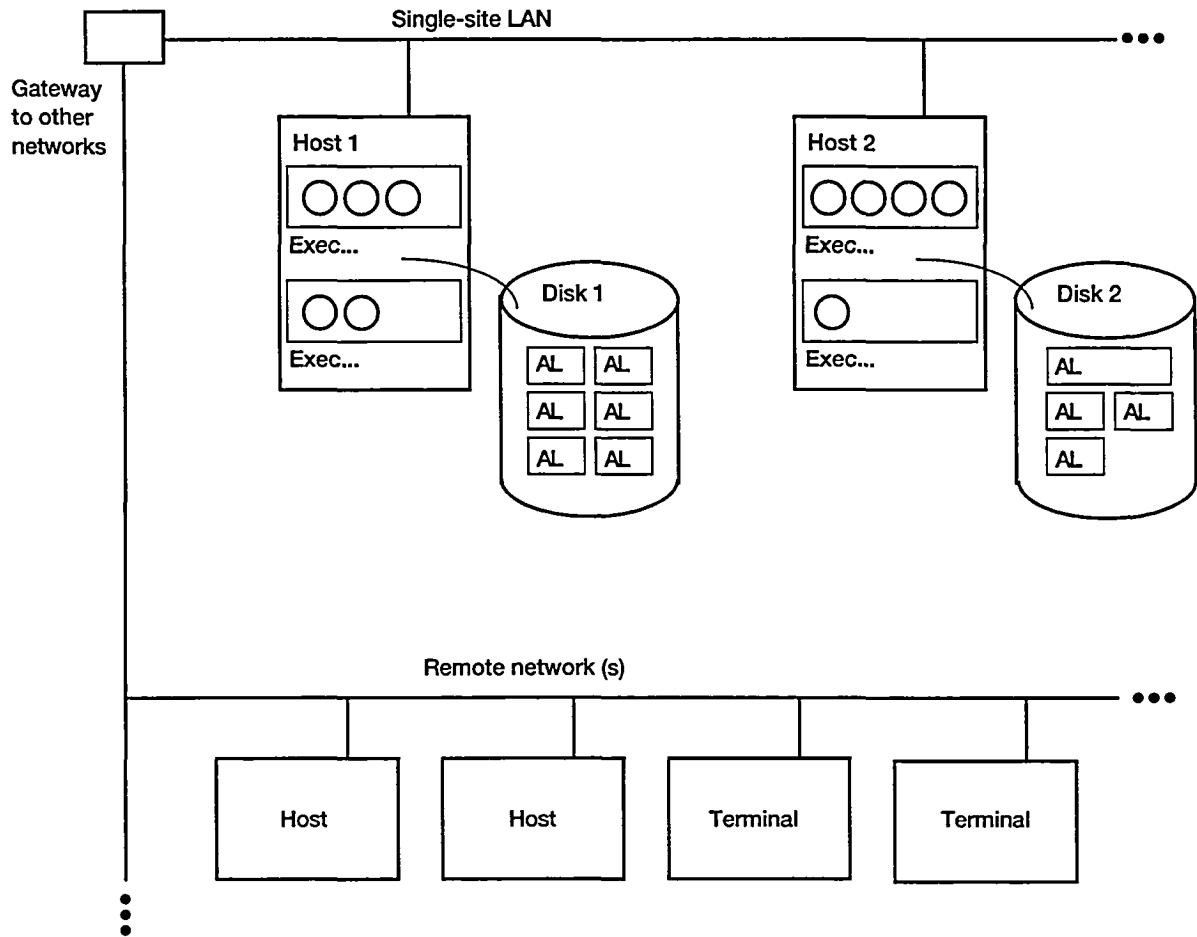 Single-site LAN
Gateway
to other
networks
Host 1
Exec...
Exec...
Disk 1
AL AL
AL AL
AL AL
Host 2
Exec...
Exec...
Disk 2
AL
AL AL
AL
Remote network (s)
Host
Host
Terminal
Terminal